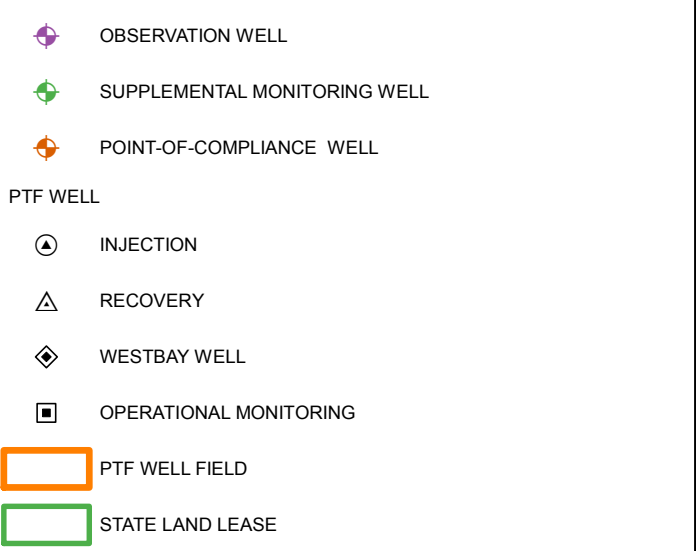 OBSERVATION WELL
SUPPLEMENTAL MONITORING WELL
POINT-OF-COMPLIANCE WELL
PTF WELL
INJECTION
RECOVERY
WESTBAY WELL
OPERATIONAL MONITORING
PTF WELL FIELD
STATE LAND LEASE